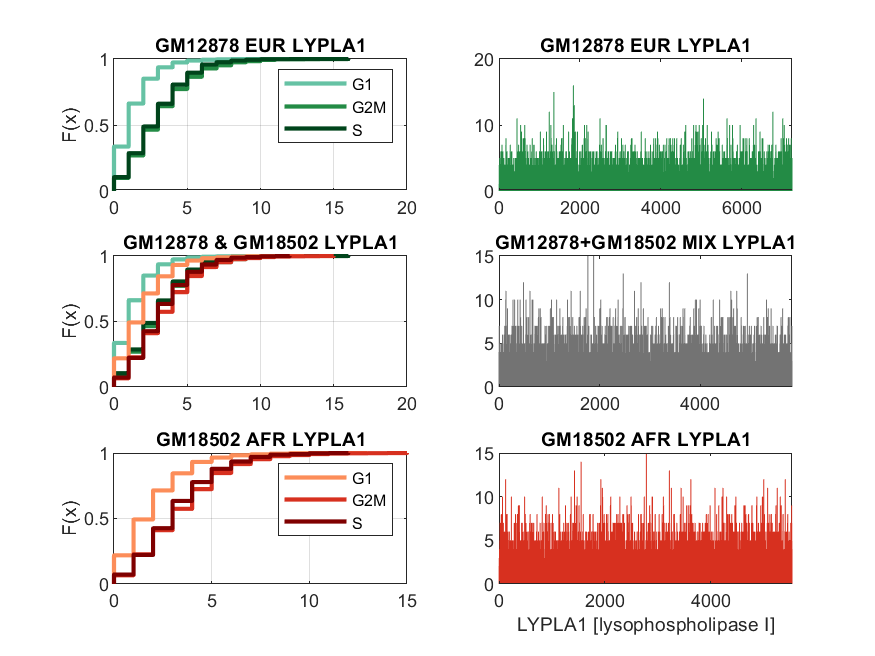 GM12878 EUR LYPLA1
F(x)
1
0.5
0
0 5 10 15 20
G1
G2M
S
GM12878 EUR LYPLA1
20
10
0
0 2000 4000 6000
GM12878 & GM18502 LYPLA1
F(x)
1
0.5
0
0 5 10 15 20
GM12878+GM18502 MIX LYPLA1
15
10
5
0
0 2000 4000
GM18502 AFR LYPLA1
F(x)
1
0.5
0
0 5 10 15
G1
G2M
S
GM18502 AFR LYPLA1
15
10
5
0
0 2000 4000
LYPLA1 [lysophospholipase I]